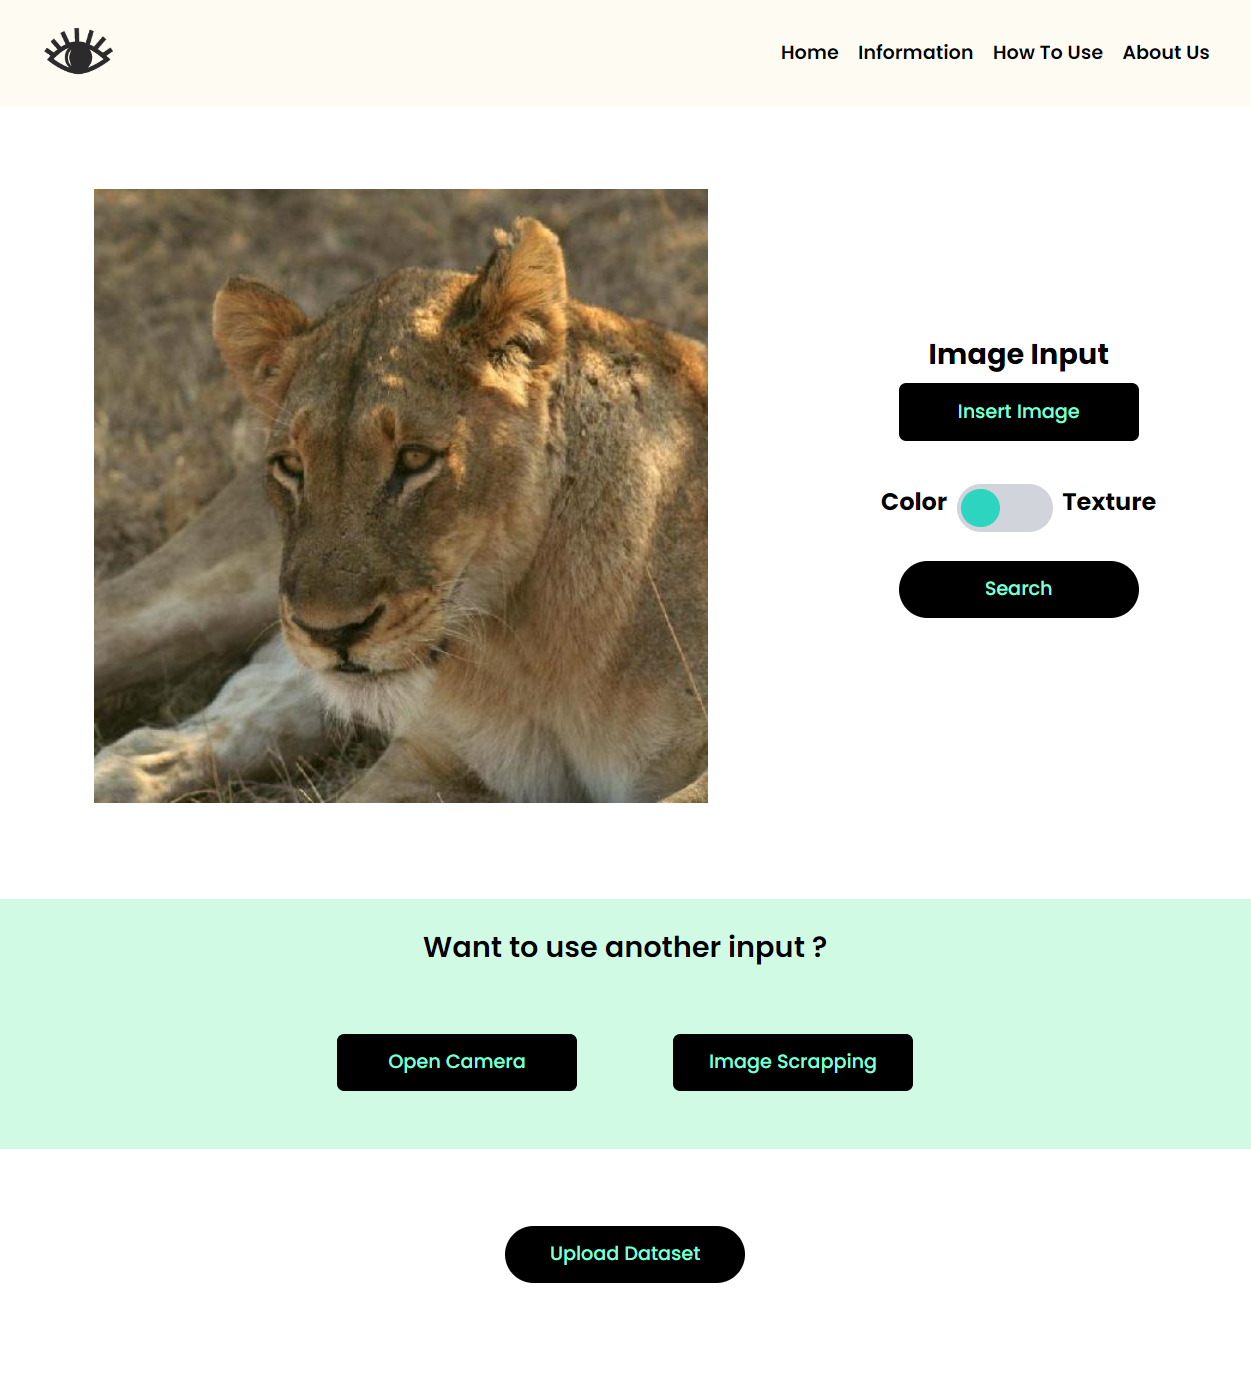 Home Information How To Use About Us
Image Input
Insert Image
Color Texture
Search
Want to use another input ?
Open Camera Image Scrapping
Upload Dataset